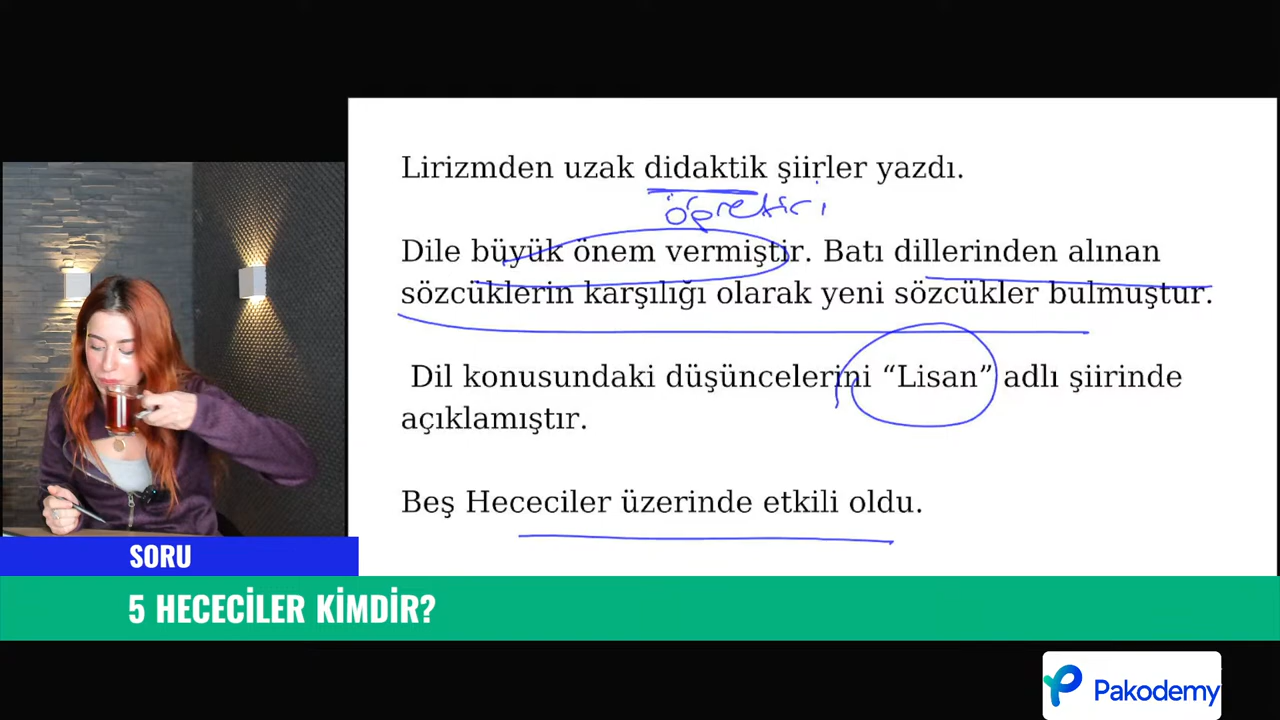 Lirizmden uzak didaktik şiirler yazdı.
öğretici
Dile büyük önem vermiştir. Batı dillerinden alınan
sözcüklerin karşılığı olarak yeni sözcükler bulmuştur.
Dil konusundaki düşüncelerini “Lisan” adlı şiirinde
açıklamıştır.
Beş Hececiler üzerinde etkili oldu.
SORU
5 HECECİLER KİMDİR?
Pakodemy